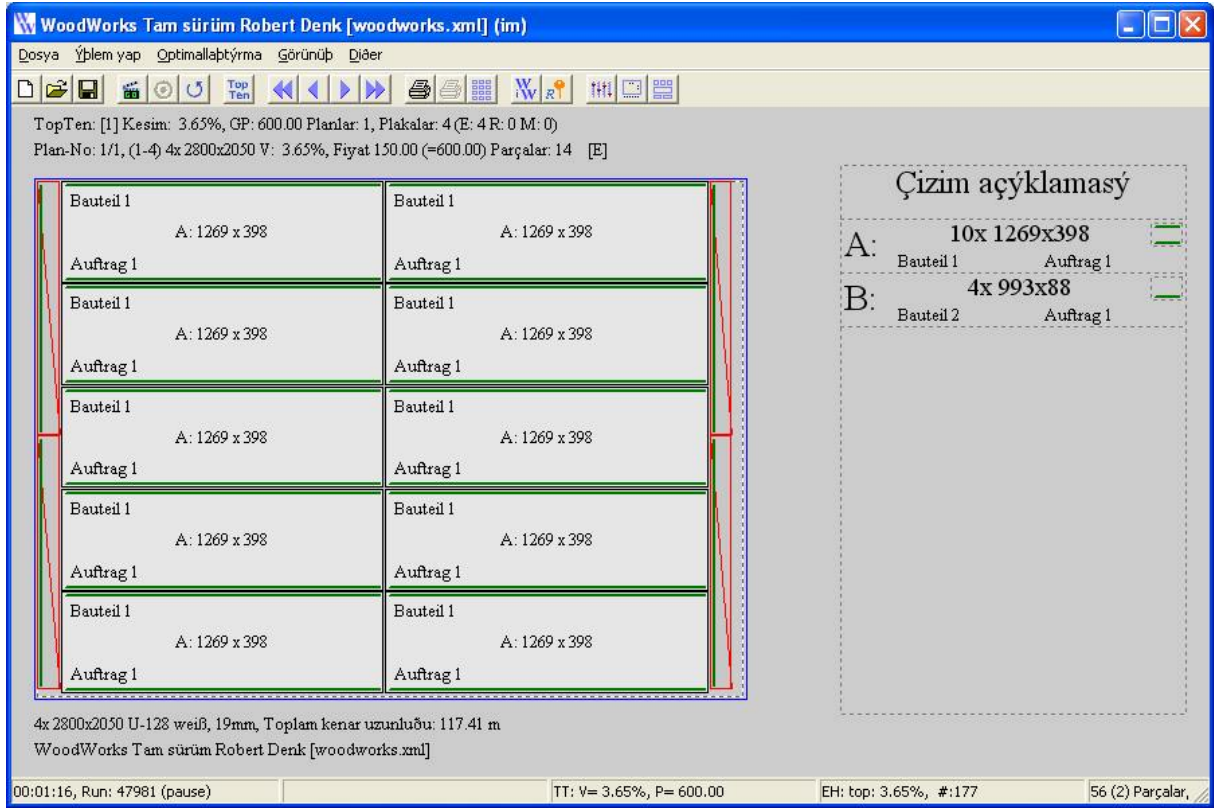 WoodWorks Tam sürüm Robert Denk [woodworks.xml] (im)
Dosya Ýþlem yap Optimallaþtýrma Görünüþ Diðer
Top Ten
TopTen: [1] Kesim: 3.65%, GP: 600.00 Planlar: 1, Plakalar: 4 (E: 4 R: 0 M: 0)
Plan-No: 1/1, (1-4) 4x 2800x2050 V: 3.65%, Fiyat 150.00 (=600.00) Parçalar: 14 [E]
Bauteil 1 Bauteil 1
A: 1269 x 398 A: 1269 x 398
Auftrag 1 Auftrag 1
Bauteil 1 Bauteil 1
A: 1269 x 398 A: 1269 x 398
Auftrag 1 Auftrag 1
Bauteil 1 Bauteil 1
A: 1269 x 398 A: 1269 x 398
Auftrag 1 Auftrag 1
Bauteil 1 Bauteil 1
A: 1269 x 398 A: 1269 x 398
Auftrag 1 Auftrag 1
Bauteil 1 Bauteil 1
A: 1269 x 398 A: 1269 x 398
Auftrag 1 Auftrag 1
Çizim açýklamasý
A: 10x 1269x398
Bauteil 1 Auftrag 1
B: 4x 993x88
Bauteil 2 Auftrag 1
4x 2800x2050 U-128 weiß, 19mm, Toplam kenar uzunluðu: 117.41 m
WoodWorks Tam sürüm Robert Denk [woodworks.xml]
00:01:16, Run: 47981 (pause) TT: V= 3.65%, P= 600.00 EH: top: 3.65%, #:177 56 (2) Parçalar,